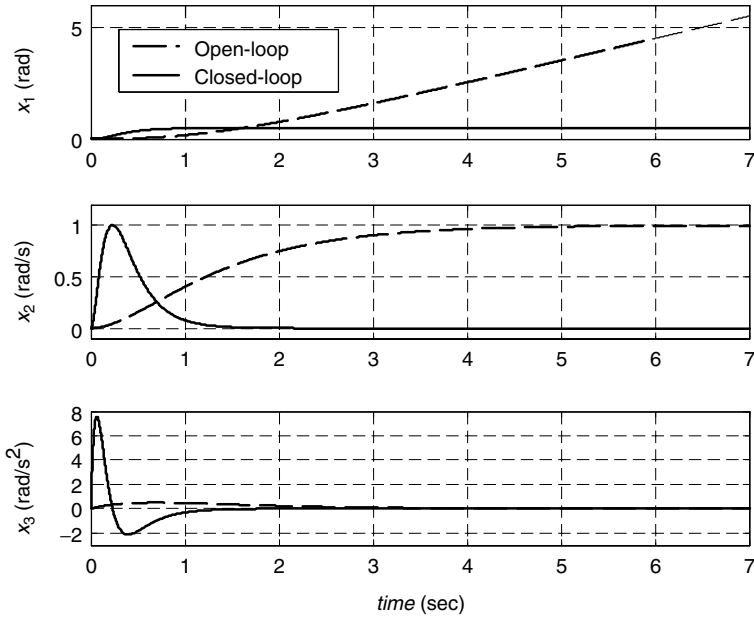 5
Open-loop
Closed-loop
x1 (rad)
0
0 1 2 3 4 5 6 7
1
0.5
x2 (rad/s)
0
0 1 2 3 4 5 6 7
8
6
4
2
x3 (rad/s²)
0
−2
0 1 2 3 4 5 6 7
time (sec)